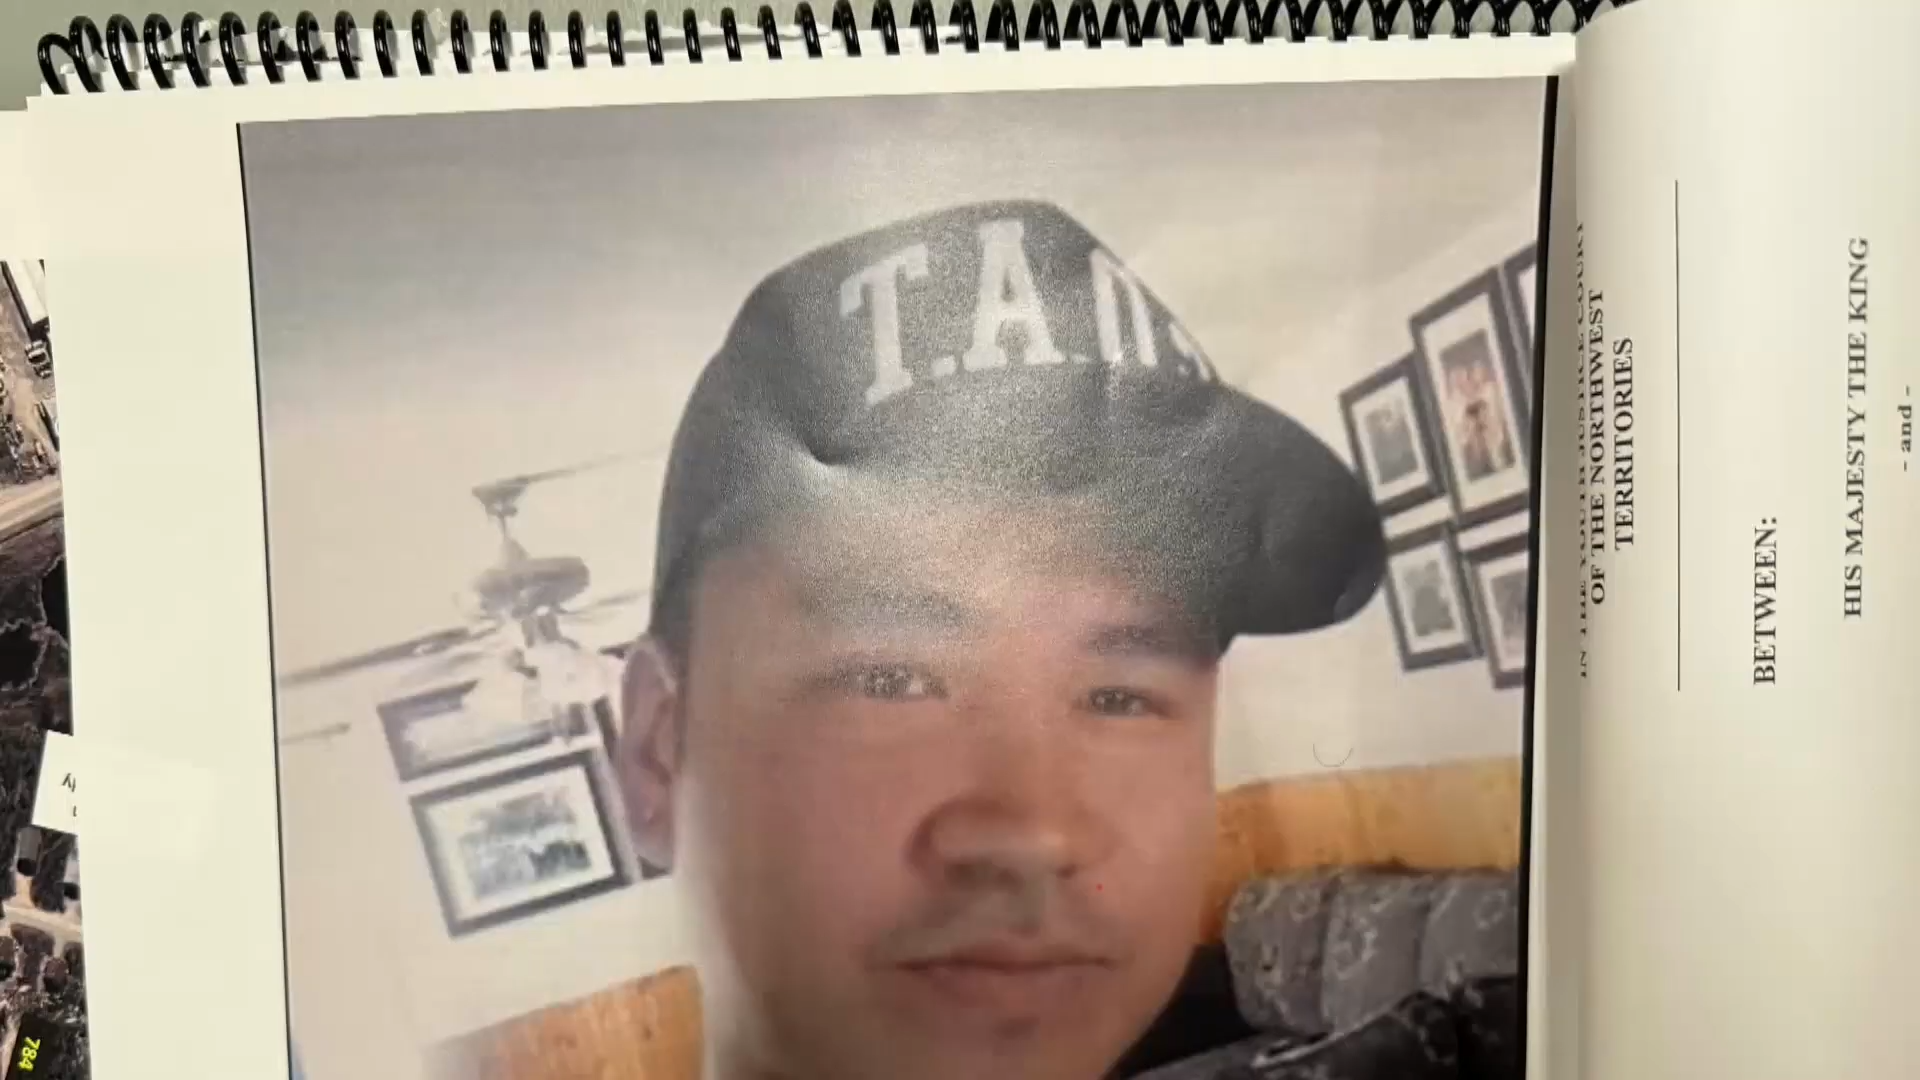 T.A.
IN THE YOUTH JUSTICE COURT
OF THE NORTHWEST
TERRITORIES
BETWEEN:
HIS MAJESTY THE KING
- and -
784